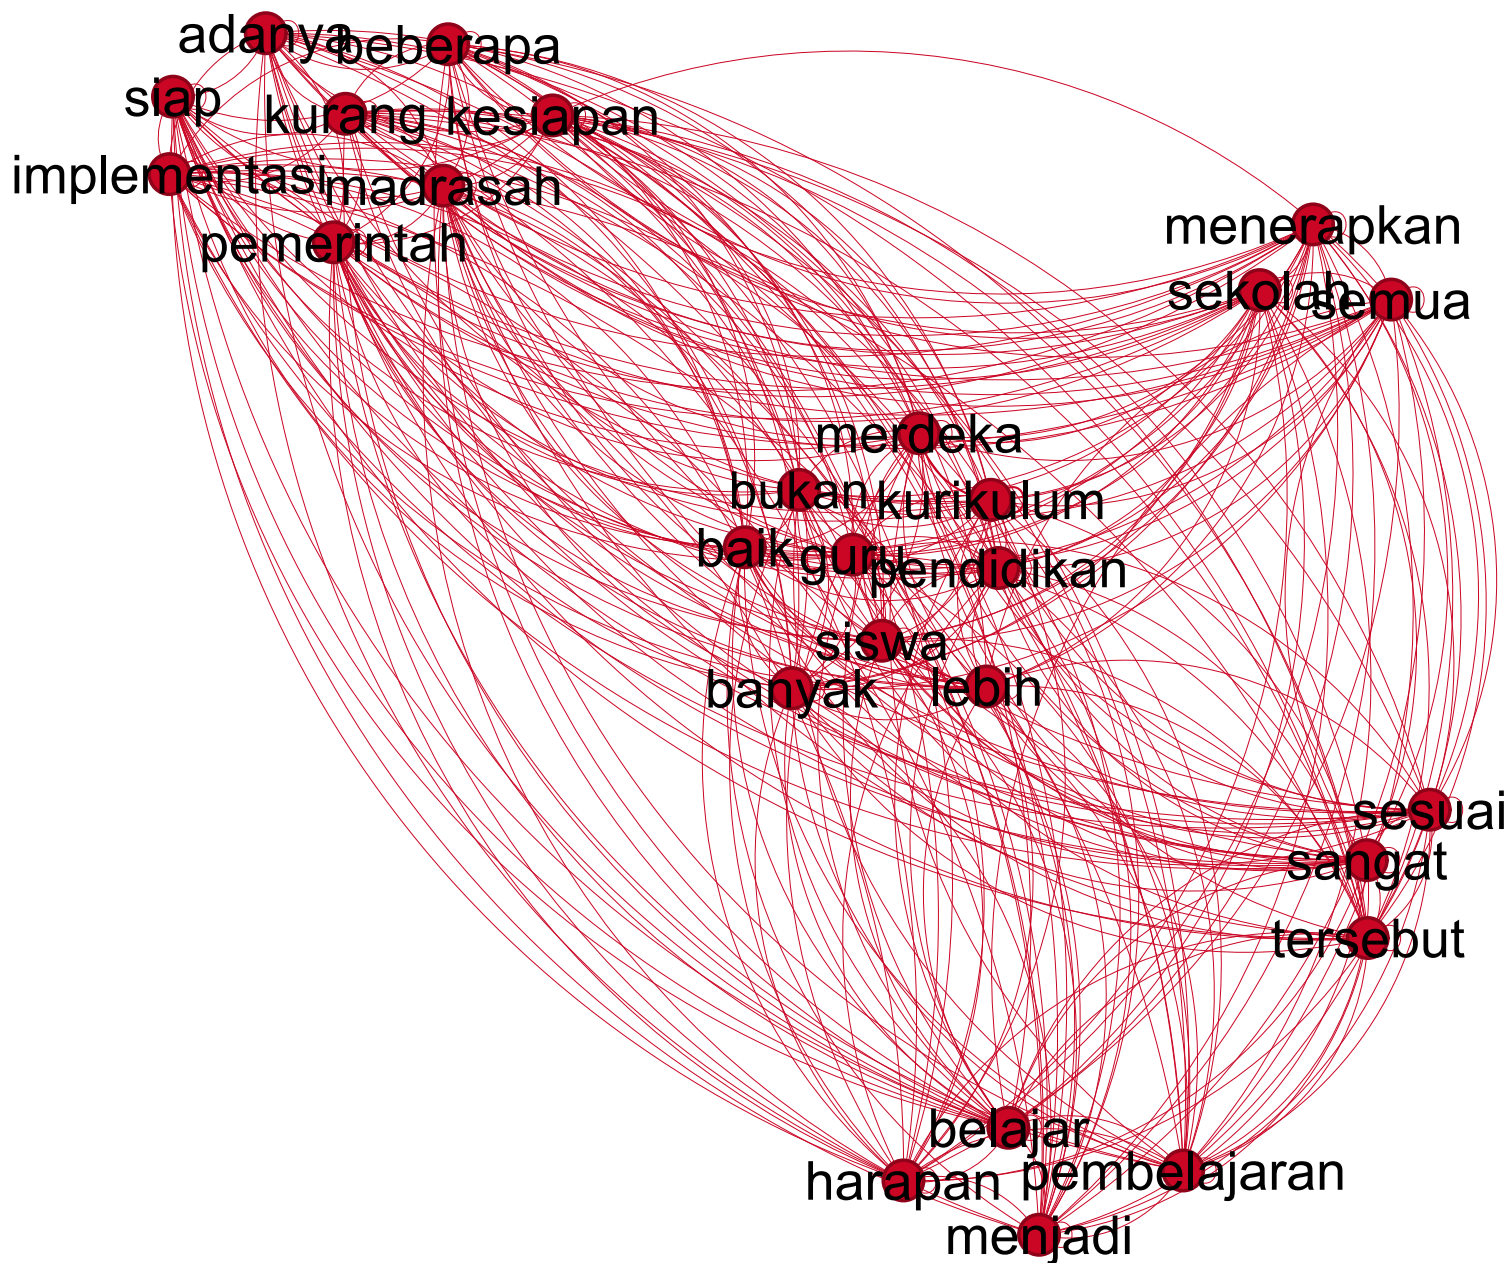 adanya
beberapa
siap
kurang
kesiapan
implementasi
madrasah
pemerintah
menerapkan
sekolah
semua
merdeka
bukan
kurikulum
baik
guru
pendidikan
siswa
banyak
lebih
sesuai
sangat
tersebut
belajar
harapan
pembelajaran
menjadi